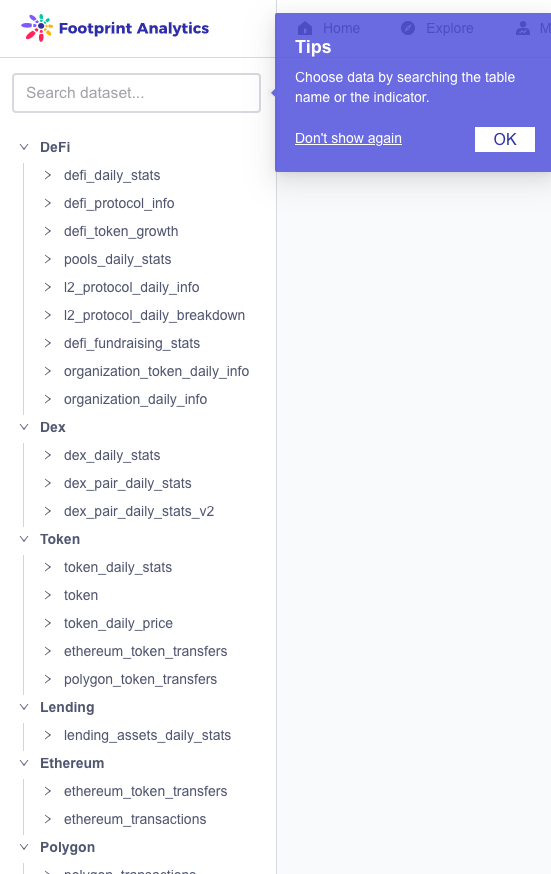 Footprint Analytics
Home Explore M
Tips
Choose data by searching the table
name or the indicator.
Don't show again
OK
Search dataset...
DeFi
defi_daily_stats
defi_protocol_info
defi_token_growth
pools_daily_stats
l2_protocol_daily_info
l2_protocol_daily_breakdown
defi_fundraising_stats
organization_token_daily_info
organization_daily_info
Dex
dex_daily_stats
dex_pair_daily_stats
dex_pair_daily_stats_v2
Token
token_daily_stats
token
token_daily_price
ethereum_token_transfers
polygon_token_transfers
Lending
lending_assets_daily_stats
Ethereum
ethereum_token_transfers
ethereum_transactions
Polygon
polygon_transactions